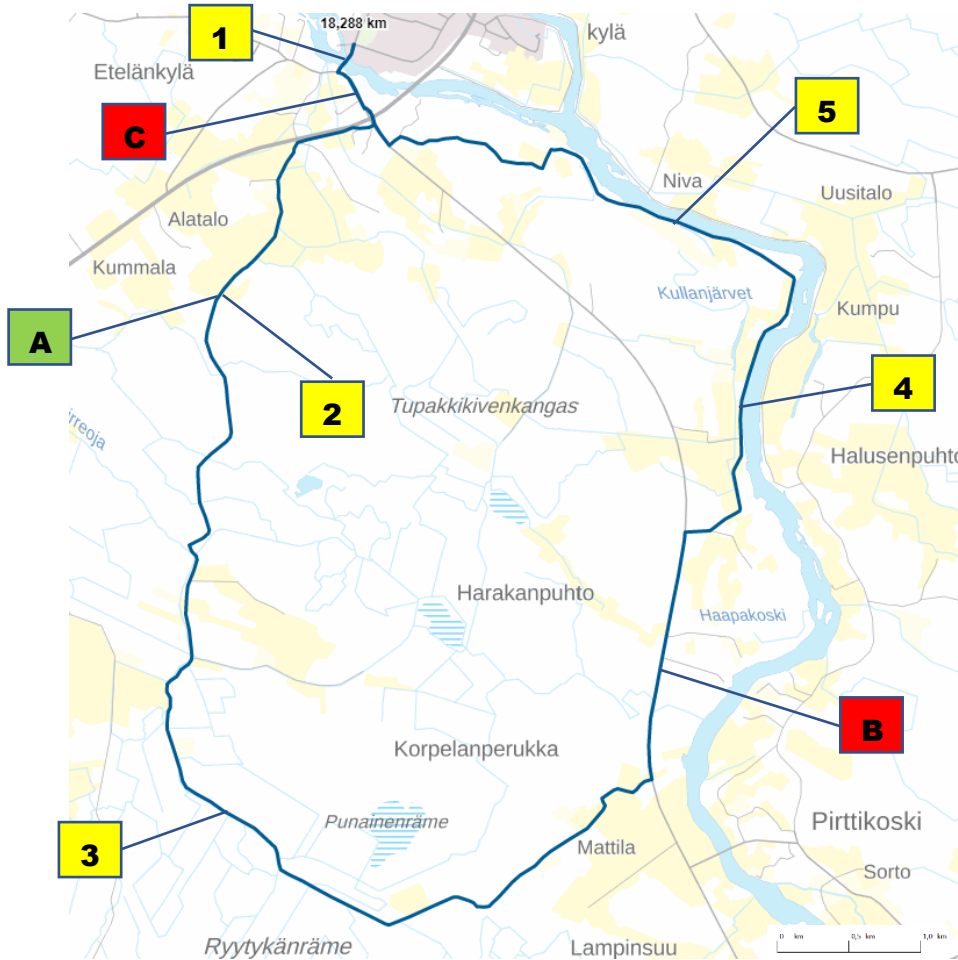 18,288 km
1
kylä
Etelänkylä
C
5
Niva
Uusitalo
Alatalo
Kummala
Kullanjärvet
Kumpu
A
2
Tupakkikivenkangas
4
irreoja
Halusenpuhto
Harakanpuhto
Haapakoski
B
Korpelanperukka
3
Punainenräme
Pirttikoski
Mattila
Sorto
Ryytykänräme
Lampinsuu
0 km 0,5 km 1,0 km